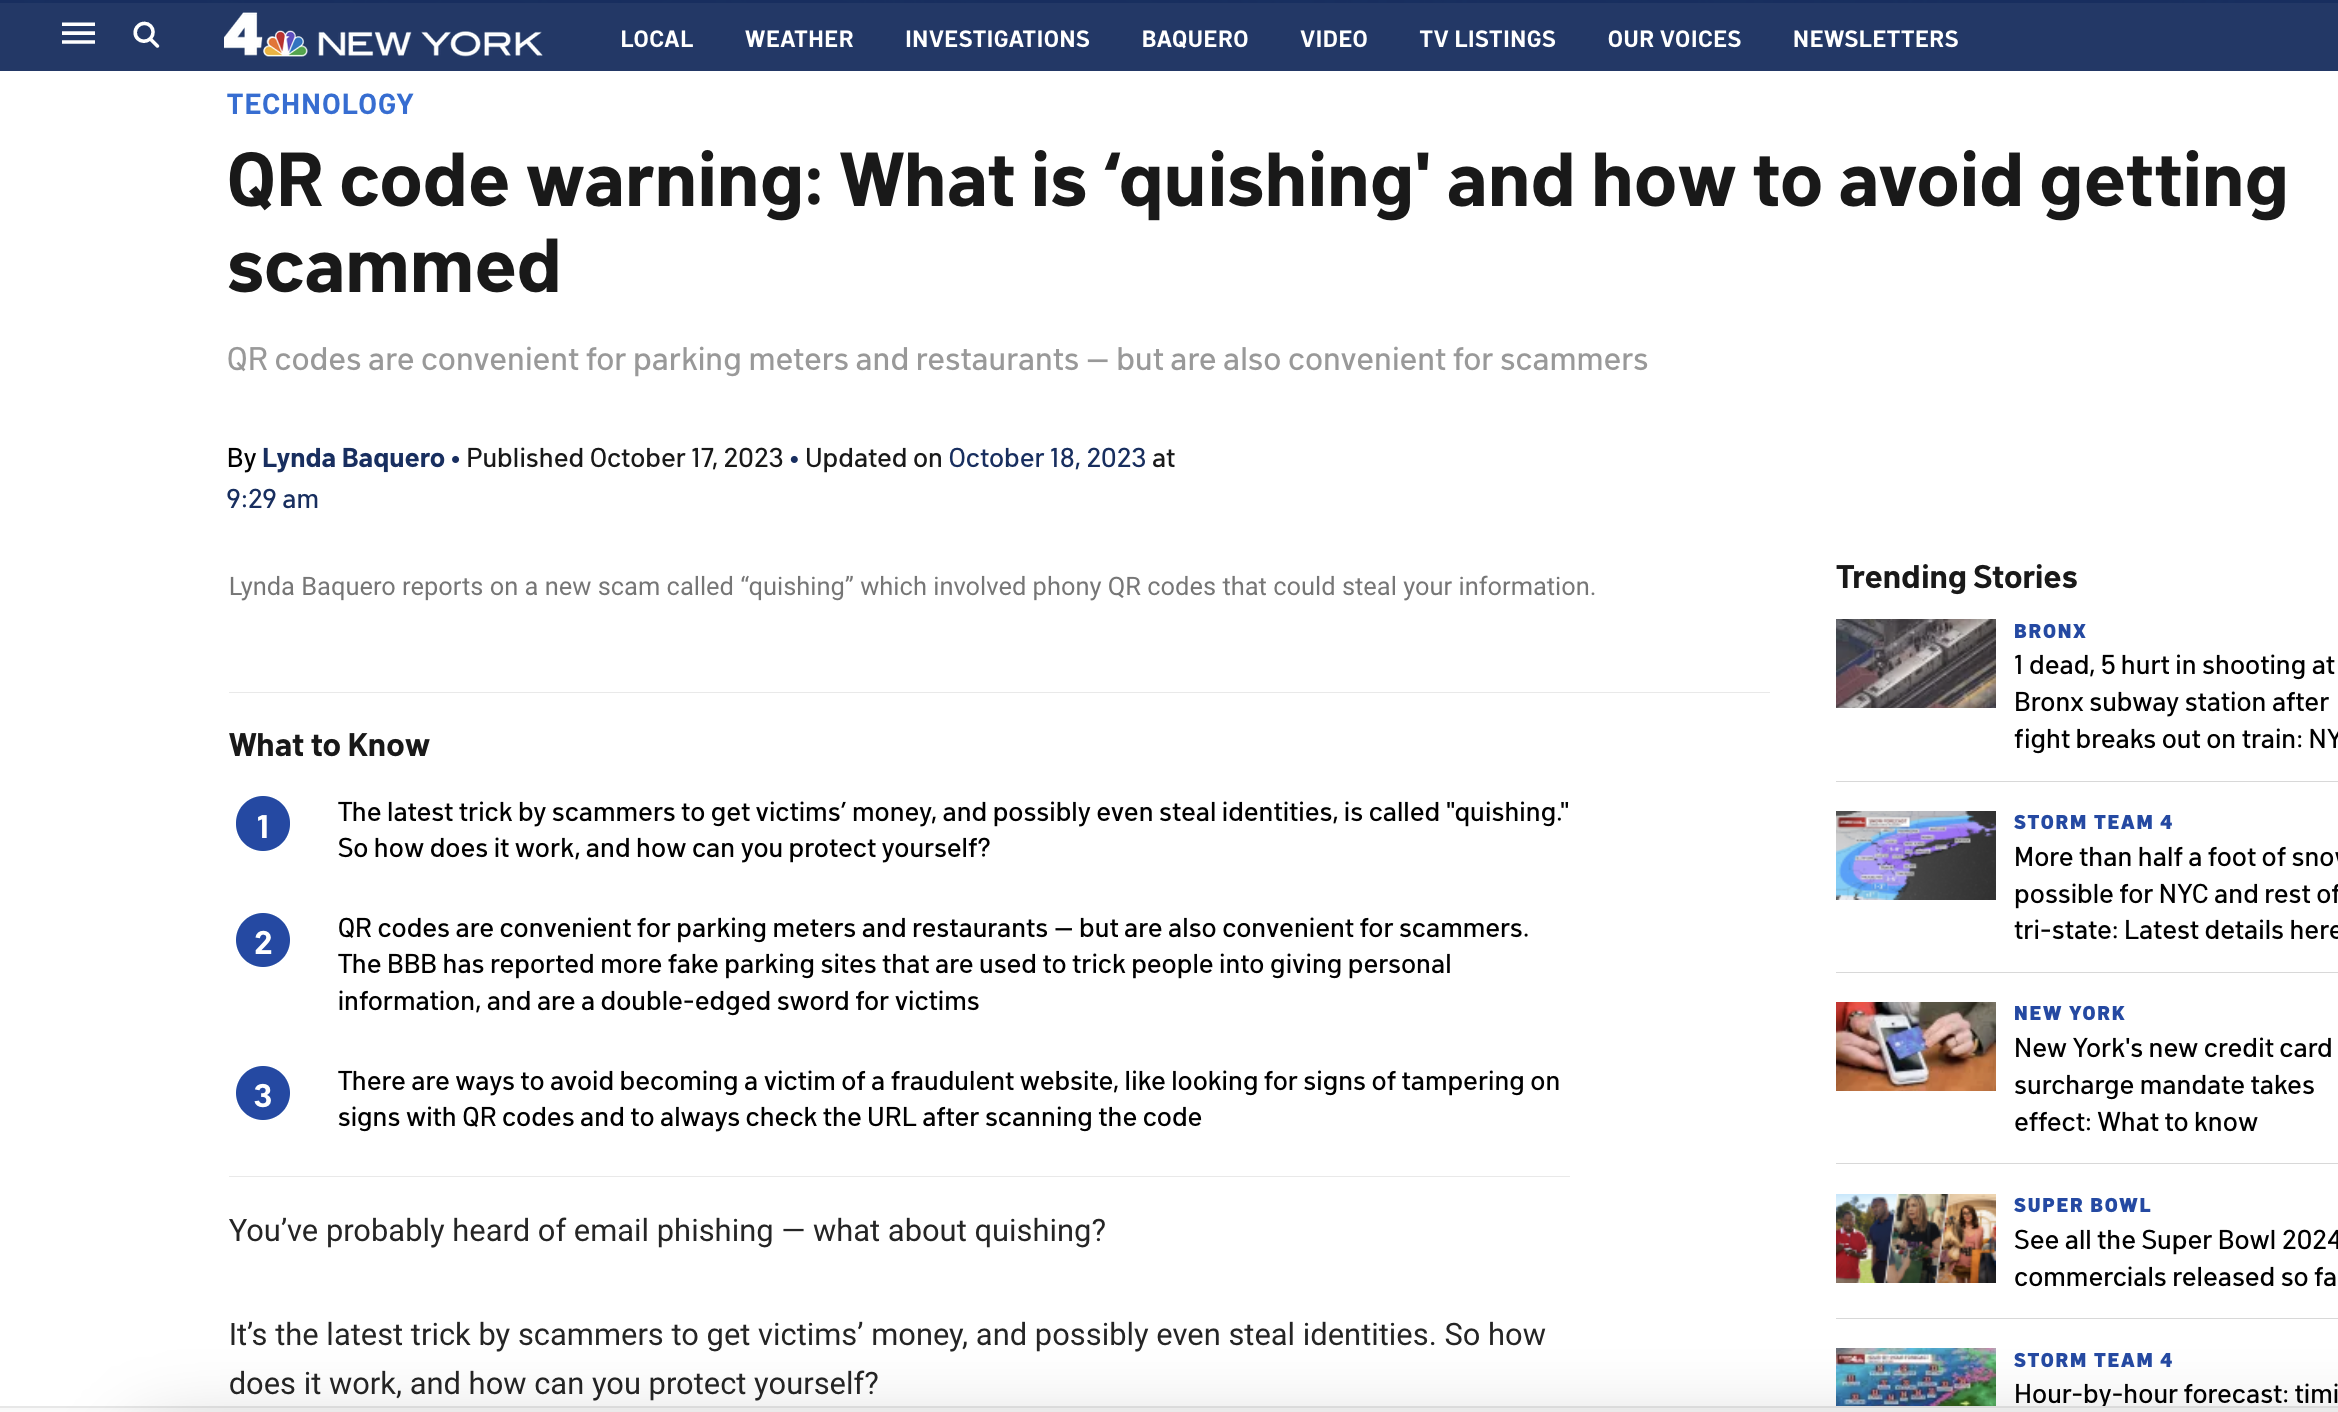 4 NEW YORK
LOCAL
WEATHER
INVESTIGATIONS
BAQUERO
VIDEO
TV LISTINGS
OUR VOICES
NEWSLETTERS
TECHNOLOGY
QR code warning: What is ‘quishing' and how to avoid getting
scammed
QR codes are convenient for parking meters and restaurants — but are also convenient for scammers
By Lynda Baquero • Published October 17, 2023 • Updated on October 18, 2023 at
9:29 am
Lynda Baquero reports on a new scam called “quishing” which involved phony QR codes that could steal your information.
What to Know
1
The latest trick by scammers to get victims’ money, and possibly even steal identities, is called "quishing."
So how does it work, and how can you protect yourself?
2
QR codes are convenient for parking meters and restaurants — but are also convenient for scammers.
The BBB has reported more fake parking sites that are used to trick people into giving personal
information, and are a double-edged sword for victims
3
There are ways to avoid becoming a victim of a fraudulent website, like looking for signs of tampering on
signs with QR codes and to always check the URL after scanning the code
You’ve probably heard of email phishing — what about quishing?
It’s the latest trick by scammers to get victims’ money, and possibly even steal identities. So how
does it work, and how can you protect yourself?
Trending Stories
BRONX
1 dead, 5 hurt in shooting at
Bronx subway station after
fight breaks out on train: NY
STORM TEAM 4
More than half a foot of sno
possible for NYC and rest of
tri-state: Latest details here
NEW YORK
New York's new credit card
surcharge mandate takes
effect: What to know
SUPER BOWL
See all the Super Bowl 2024
commercials released so fa
STORM TEAM 4
Hour-by-hour forecast: timi